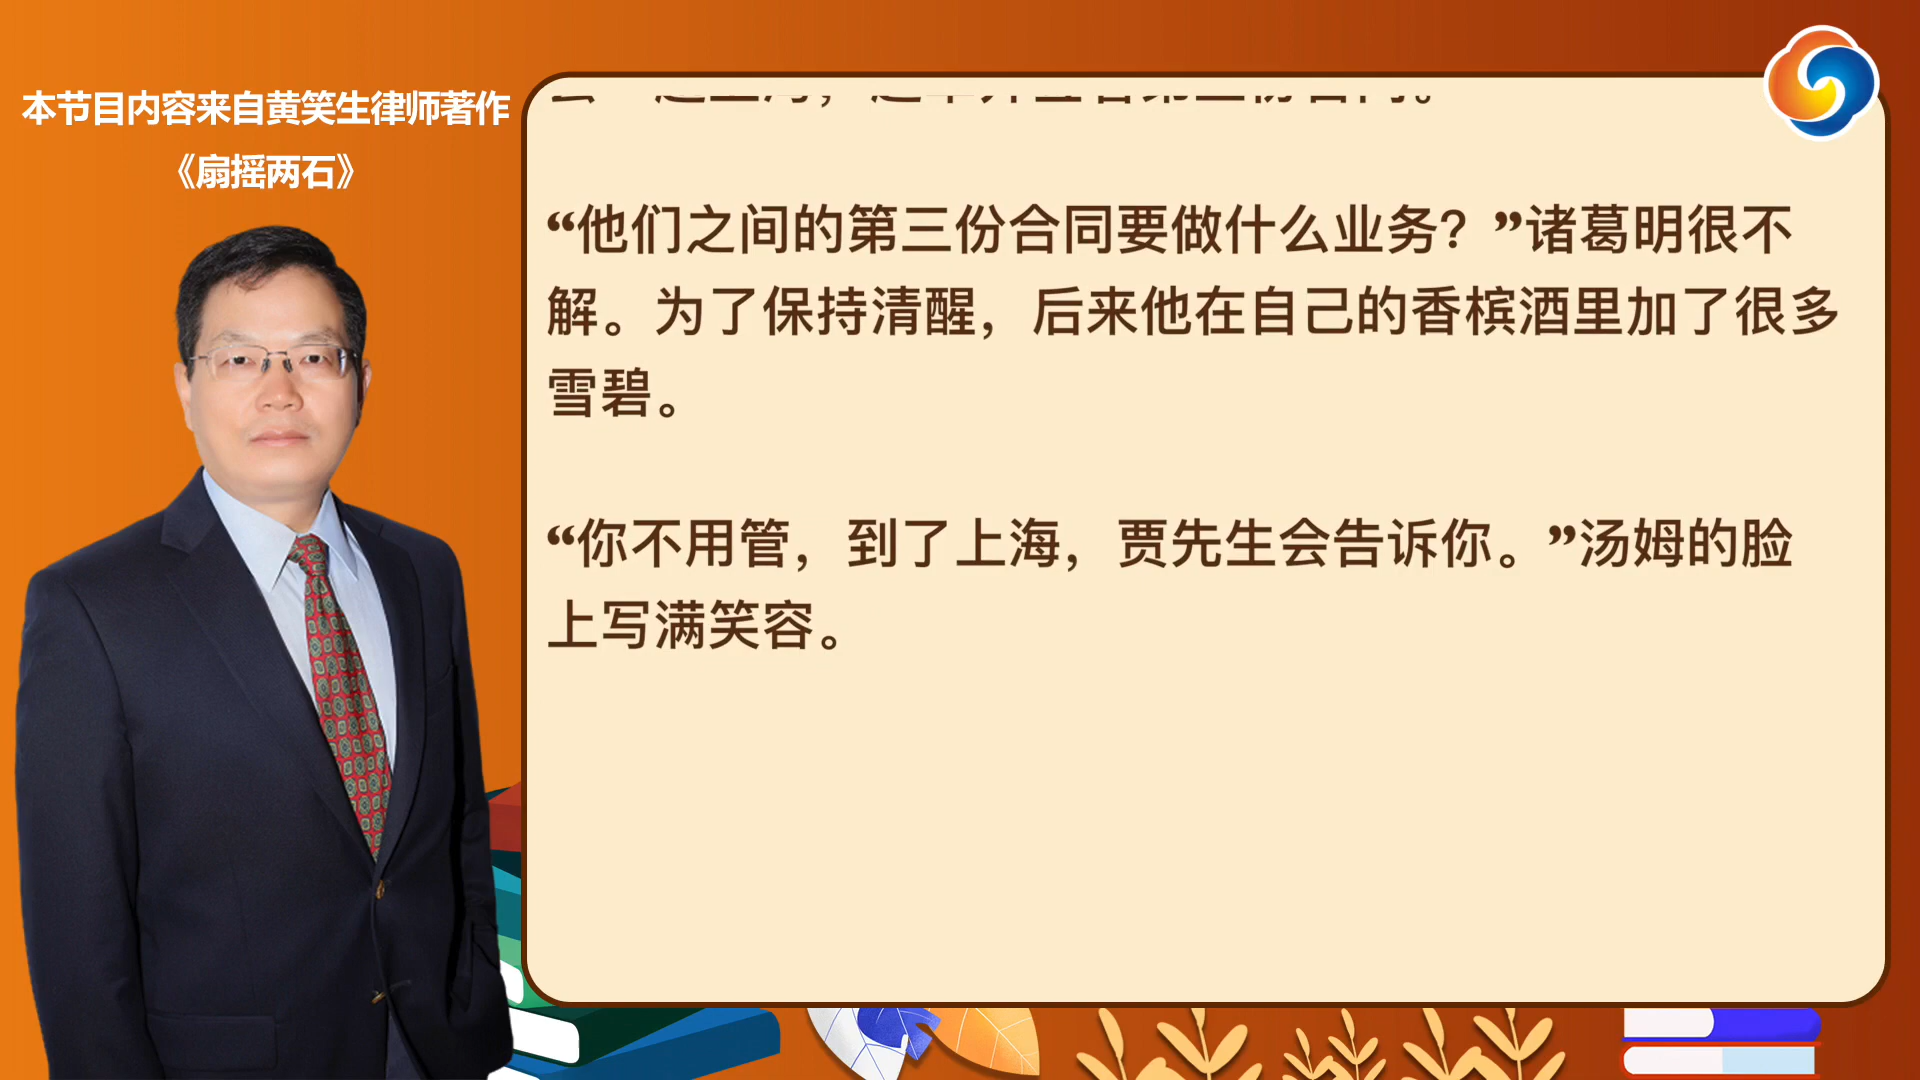 本节目内容来自黄笑生律师著作
《扇摇两石》
“他们之间的第三份合同要做什么业务？”诸葛明很不
解。为了保持清醒，后来他在自己的香槟酒里加了很多
雪碧。
“你不用管，到了上海，贾先生会告诉你。”汤姆的脸
上写满笑容。